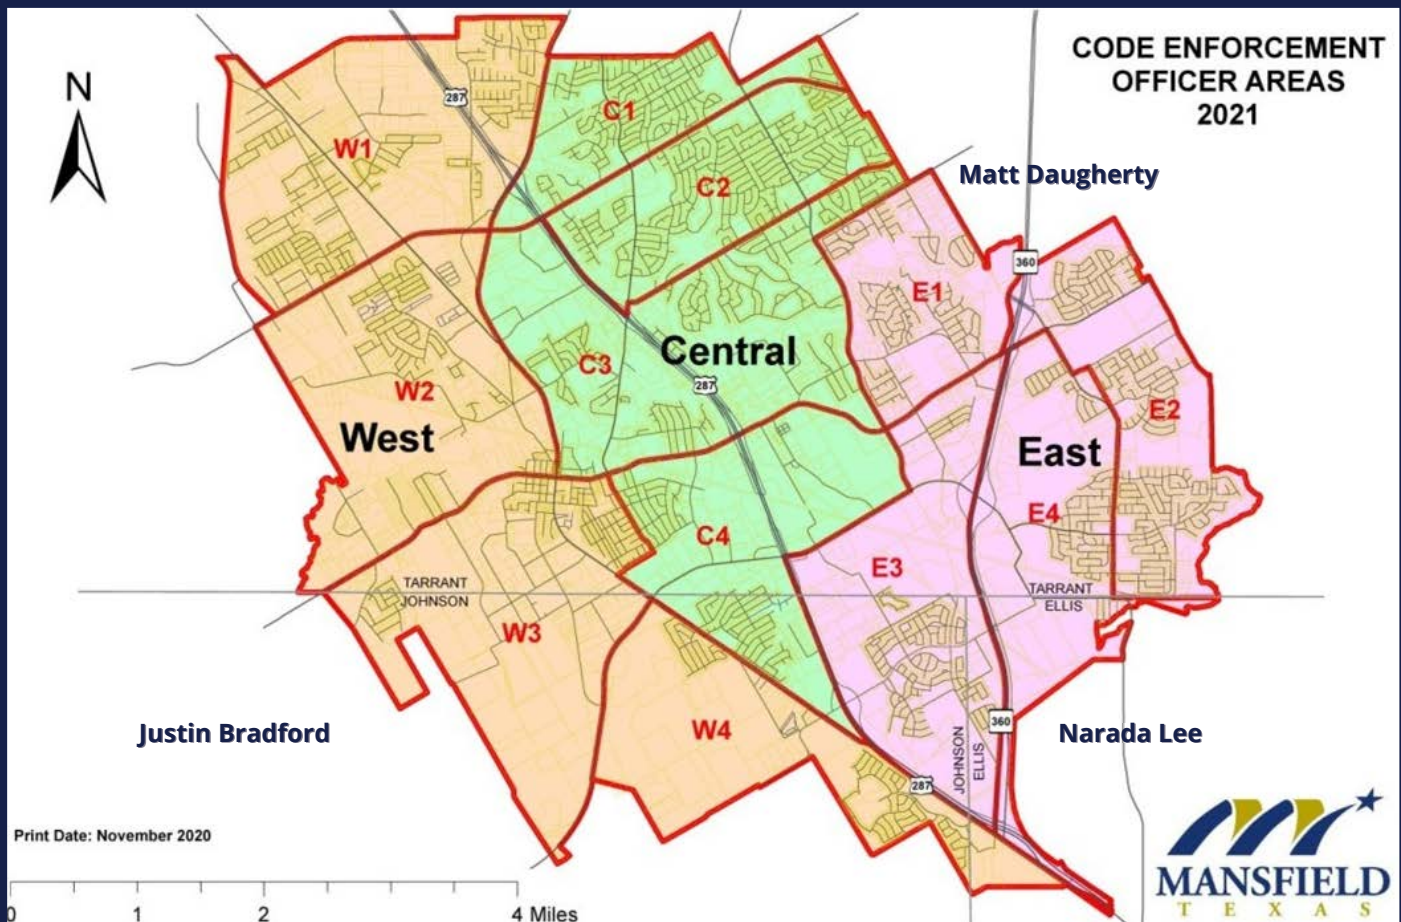 CODE ENFORCEMENT
OFFICER AREAS
2021
N
287
C1
W1
Matt Daugherty
C2
360
E1
Central
C3
287
W2
E2
West
East
E4
C4
E3
TARRANT
JOHNSON
TARRANT
ELLIS
W3
W4
360
Justin Bradford
Narada Lee
JOHNSON
ELLIS
287
Print Date: November 2020
MANSFIELD
TEXAS
0 1 2 4 Miles